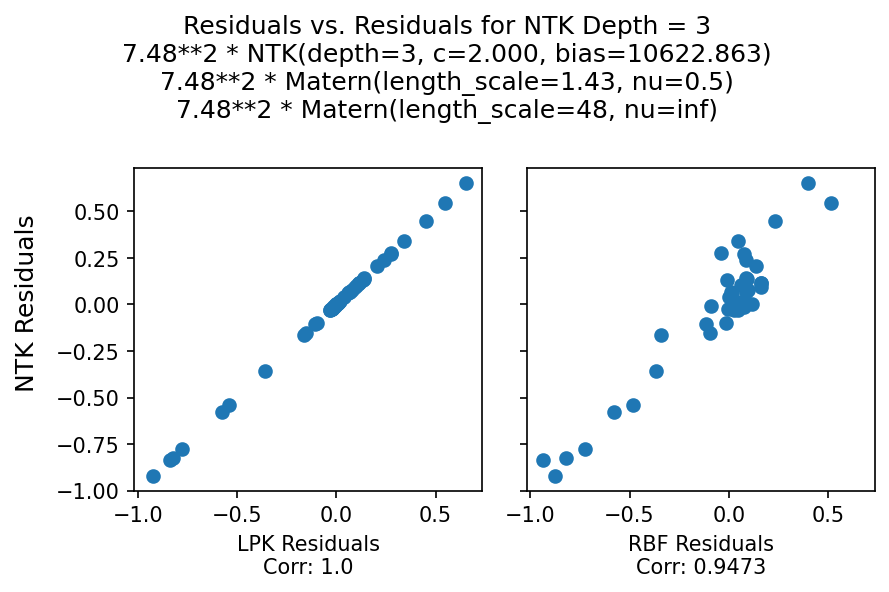 Residuals vs. Residuals for NTK Depth = 3
7.48**2 * NTK(depth=3, c=2.000, bias=10622.863)
7.48**2 * Matern(length_scale=1.43, nu=0.5)
7.48**2 * Matern(length_scale=48, nu=inf)
NTK Residuals
0.50
0.25
0.00
−0.25
−0.50
−0.75
−1.00
−1.0 −0.5 0.0 0.5
LPK Residuals
Corr: 1.0
−1.0 −0.5 0.0 0.5
RBF Residuals
Corr: 0.9473